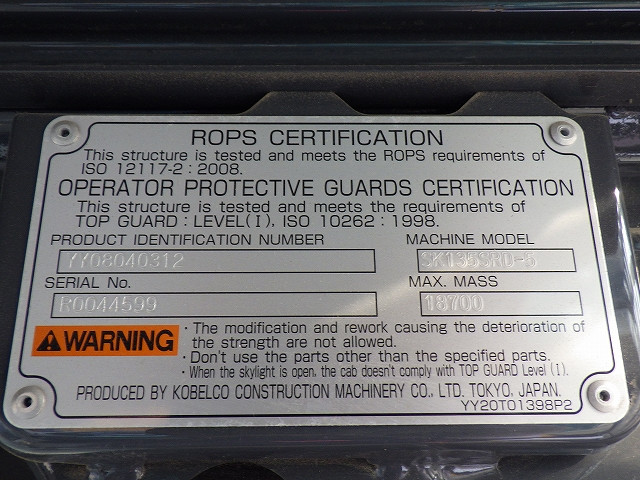 ROPS CERTIFICATION
This structure is tested and meets the ROPS requirements of
ISO 12117-2 : 2008.
OPERATOR PROTECTIVE GUARDS CERTIFICATION
This structure is tested and meets the requirements of
TOP GUARD : LEVEL(I), ISO 10262 : 1998.
PRODUCT IDENTIFICATION NUMBER
YY08040312
MACHINE MODEL
SK135SRD-5
SERIAL No.
R0044599
MAX. MASS
18700
WARNING
· The modification and rework causing the deterioration of
the strength are not allowed.
· Don't use the parts other than the specified parts.
· When the skylight is open, the cab doesn't comply with TOP GUARD Level (I).
PRODUCED BY KOBELCO CONSTRUCTION MACHINERY CO., LTD. TOKYO, JAPAN.
YY20T01398P2